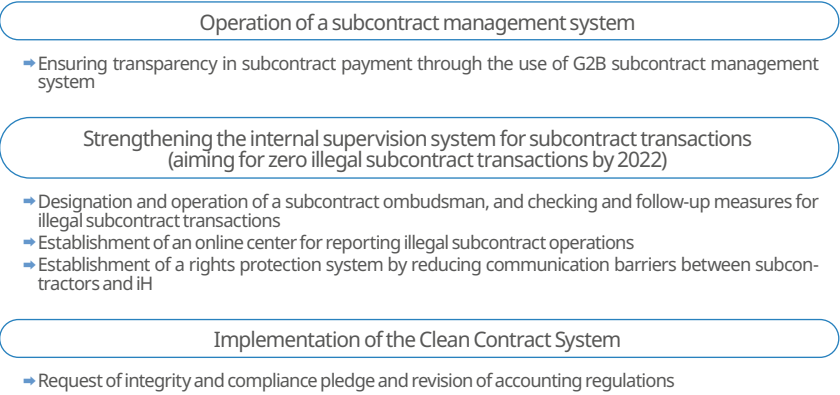 Operation of a subcontract management system
➡Ensuring transparency in subcontract payment through the use of G2B subcontract management
system
Strengthening the internal supervision system for subcontract transactions
(aiming for zero illegal subcontract transactions by 2022)
➡Designation and operation of a subcontract ombudsman, and checking and follow-up measures for
illegal subcontract transactions
➡Establishment of an online center for reporting illegal subcontract operations
➡Establishment of a rights protection system by reducing communication barriers between subcon-
tractors and iH
Implementation of the Clean Contract System
➡Request of integrity and compliance pledge and revision of accounting regulations